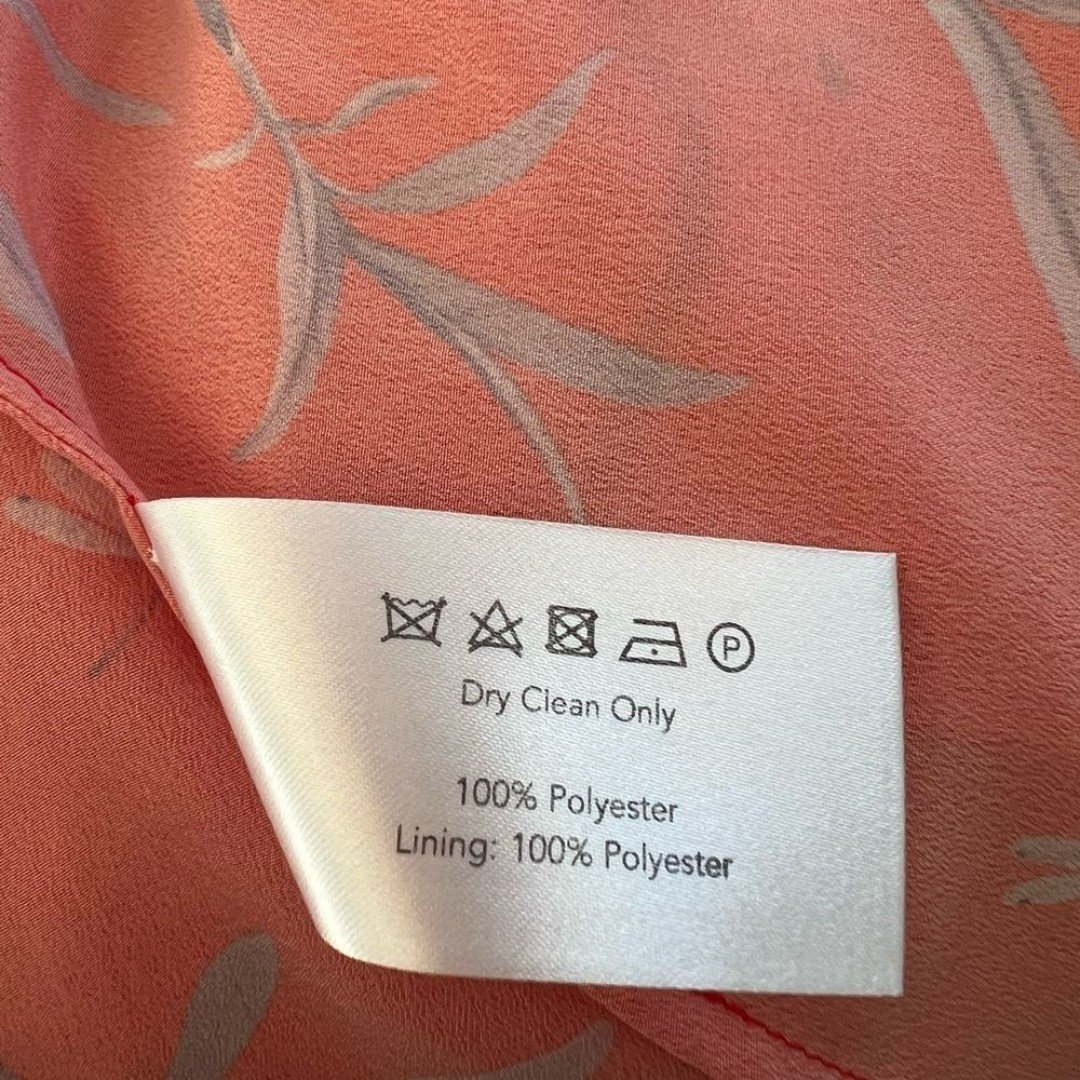 P
Dry Clean Only
100% Polyester
Lining: 100% Polyester